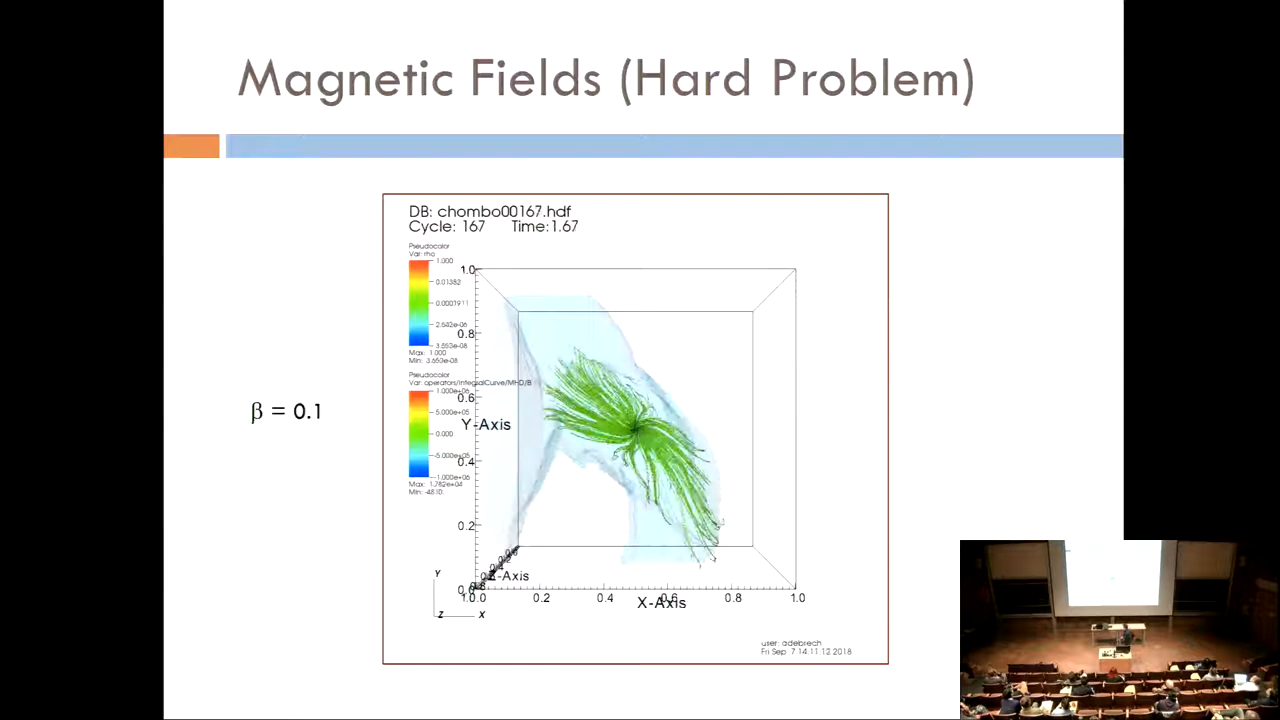 Magnetic Fields (Hard Problem)
DB: chombo00167.hdf
Cycle: 167 Time:1.67
Pseudocolor
Var: rho
1.000
0.01382
0.0001911
2.642e-06
3.653e-08
Max: 1.000
Min: 3.653e-08
Pseudocolor
Var: operators/IntegralCurve/MHD/B
1.000e+06
5.000e+05
0.000
-5.000e+05
-1.000e+06
Max: 1.782e+04
Min: -4810.
β = 0.1
1.0
0.8
0.6
Y-Axis
0.4
0.2
Z-Axis
0.2
0.4
0.6
X-Axis
0.8
1.0
Y
Z X
user: adebrech
Fri Sep 7 14:11:12 2018